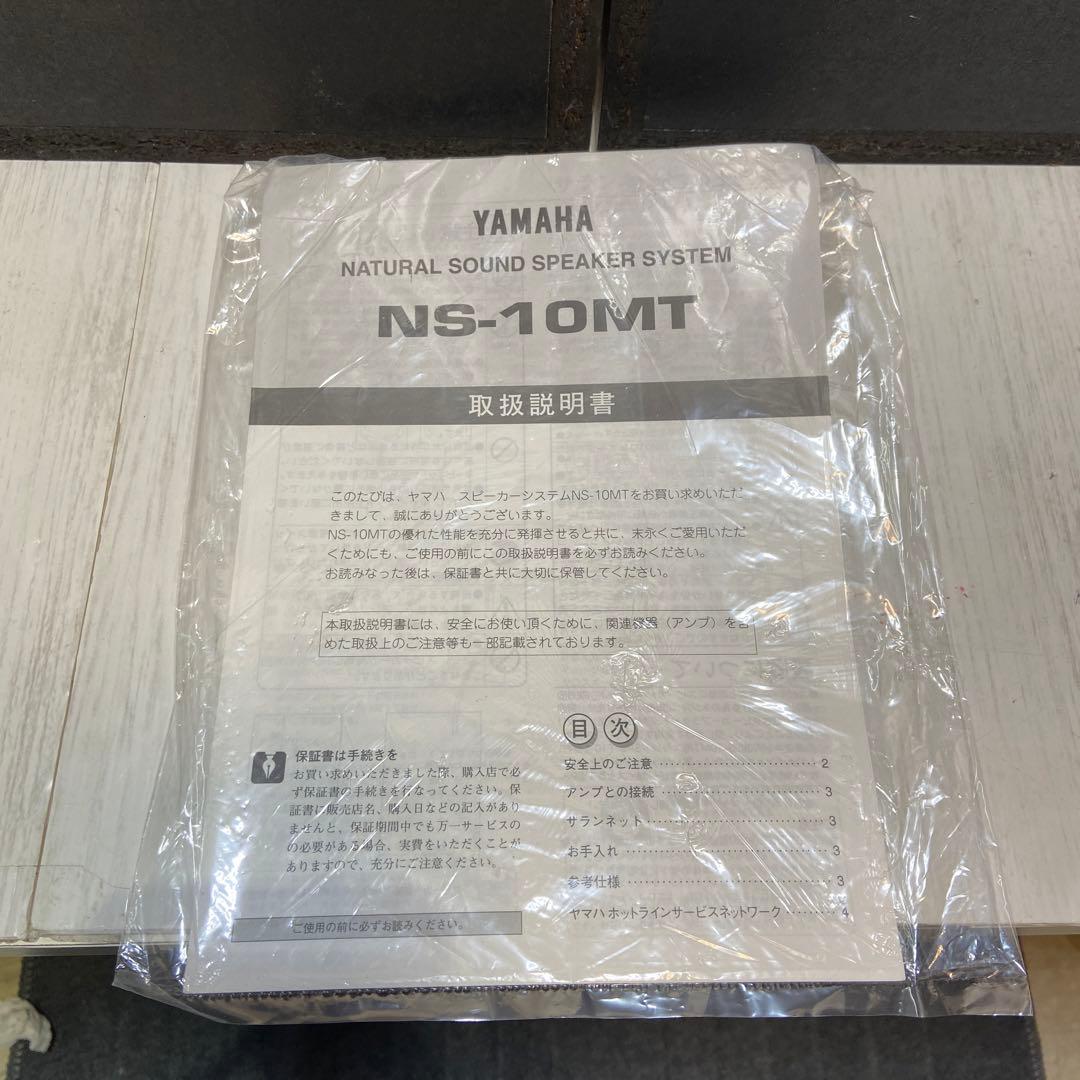 YAMAHA
NATURAL SOUND SPEAKER SYSTEM
NS-10MT
取扱説明書
このたびは、ヤマハ スピーカーシステムNS-10MTをお買い求めいただ
きまして、誠にありがとうございます。
NS-10MTの優れた性能を充分に発揮させると共に、末永くご愛用いただ
くためにも、ご使用の前にこの取扱説明書を必ずお読みください。
お読みなった後は、保証書と共に大切に保管してください。
本取扱説明書には、安全にお使い頂くために、関連機器（アンプ）を含
めた取扱上のご注意等も一部記載されております。
保証書は手続きを
お買い求めいただきました際、購入店で必
ず保証書の手続きを行なってください。保
証書に販売店名、購入日などの記入があり
ませんと、保証期間中でも万一サービスの
の必要がある場合、実費をいただくことが
ありますので、充分にご注意ください。
ご使用の前に必ずお読みください。
目次
安全上のご注意 ……………………… 2
アンプとの接続 ……………………… 3
サランネット ……………………… 3
お手入れ ……………………… 3
参考仕様 ……………………… 3
ヤマハ ホットラインサービスネットワーク ……… 4